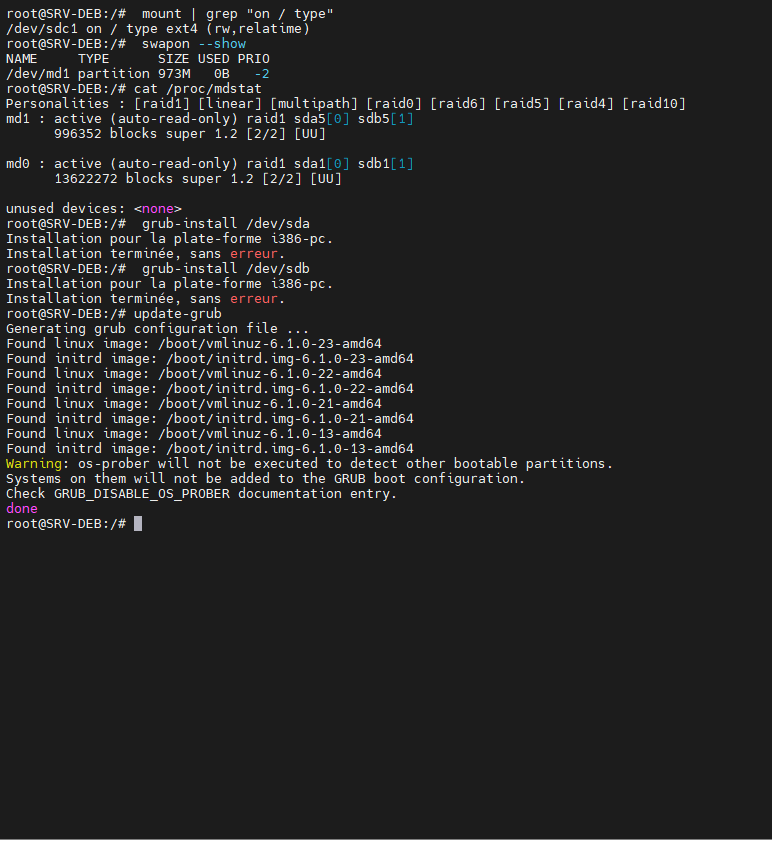 root@SRV-DEB:/#  mount | grep "on / type"
/dev/sdc1 on / type ext4 (rw,relatime)
root@SRV-DEB:/#  swapon --show
NAME     TYPE      SIZE USED PRIO
/dev/md1 partition 973M   0B   -2
root@SRV-DEB:/# cat /proc/mdstat
Personalities : [raid1] [linear] [multipath] [raid0] [raid6] [raid5] [raid4] [raid10]
md1 : active (auto-read-only) raid1 sda5[0] sdb5[1]
      996352 blocks super 1.2 [2/2] [UU]

md0 : active (auto-read-only) raid1 sda1[0] sdb1[1]
      13622272 blocks super 1.2 [2/2] [UU]

unused devices: <none>
root@SRV-DEB:/#  grub-install /dev/sda
Installation pour la plate-forme i386-pc.
Installation terminée, sans erreur.
root@SRV-DEB:/#  grub-install /dev/sdb
Installation pour la plate-forme i386-pc.
Installation terminée, sans erreur.
root@SRV-DEB:/# update-grub
Generating grub configuration file ...
Found linux image: /boot/vmlinuz-6.1.0-23-amd64
Found initrd image: /boot/initrd.img-6.1.0-23-amd64
Found linux image: /boot/vmlinuz-6.1.0-22-amd64
Found initrd image: /boot/initrd.img-6.1.0-22-amd64
Found linux image: /boot/vmlinuz-6.1.0-21-amd64
Found initrd image: /boot/initrd.img-6.1.0-21-amd64
Found linux image: /boot/vmlinuz-6.1.0-13-amd64
Found initrd image: /boot/initrd.img-6.1.0-13-amd64
Warning: os-prober will not be executed to detect other bootable partitions.
Systems on them will not be added to the GRUB boot configuration.
Check GRUB_DISABLE_OS_PROBER documentation entry.
done
root@SRV-DEB:/#